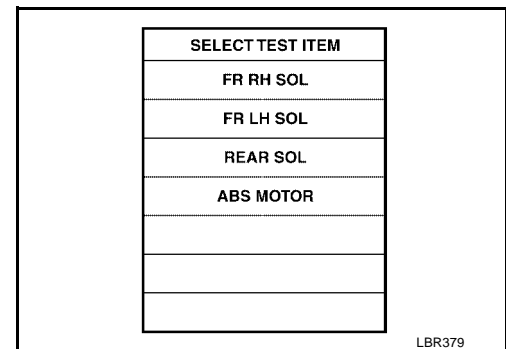 SELECT TEST ITEM
FR RH SOL
FR LH SOL
REAR SOL
ABS MOTOR
LBR379